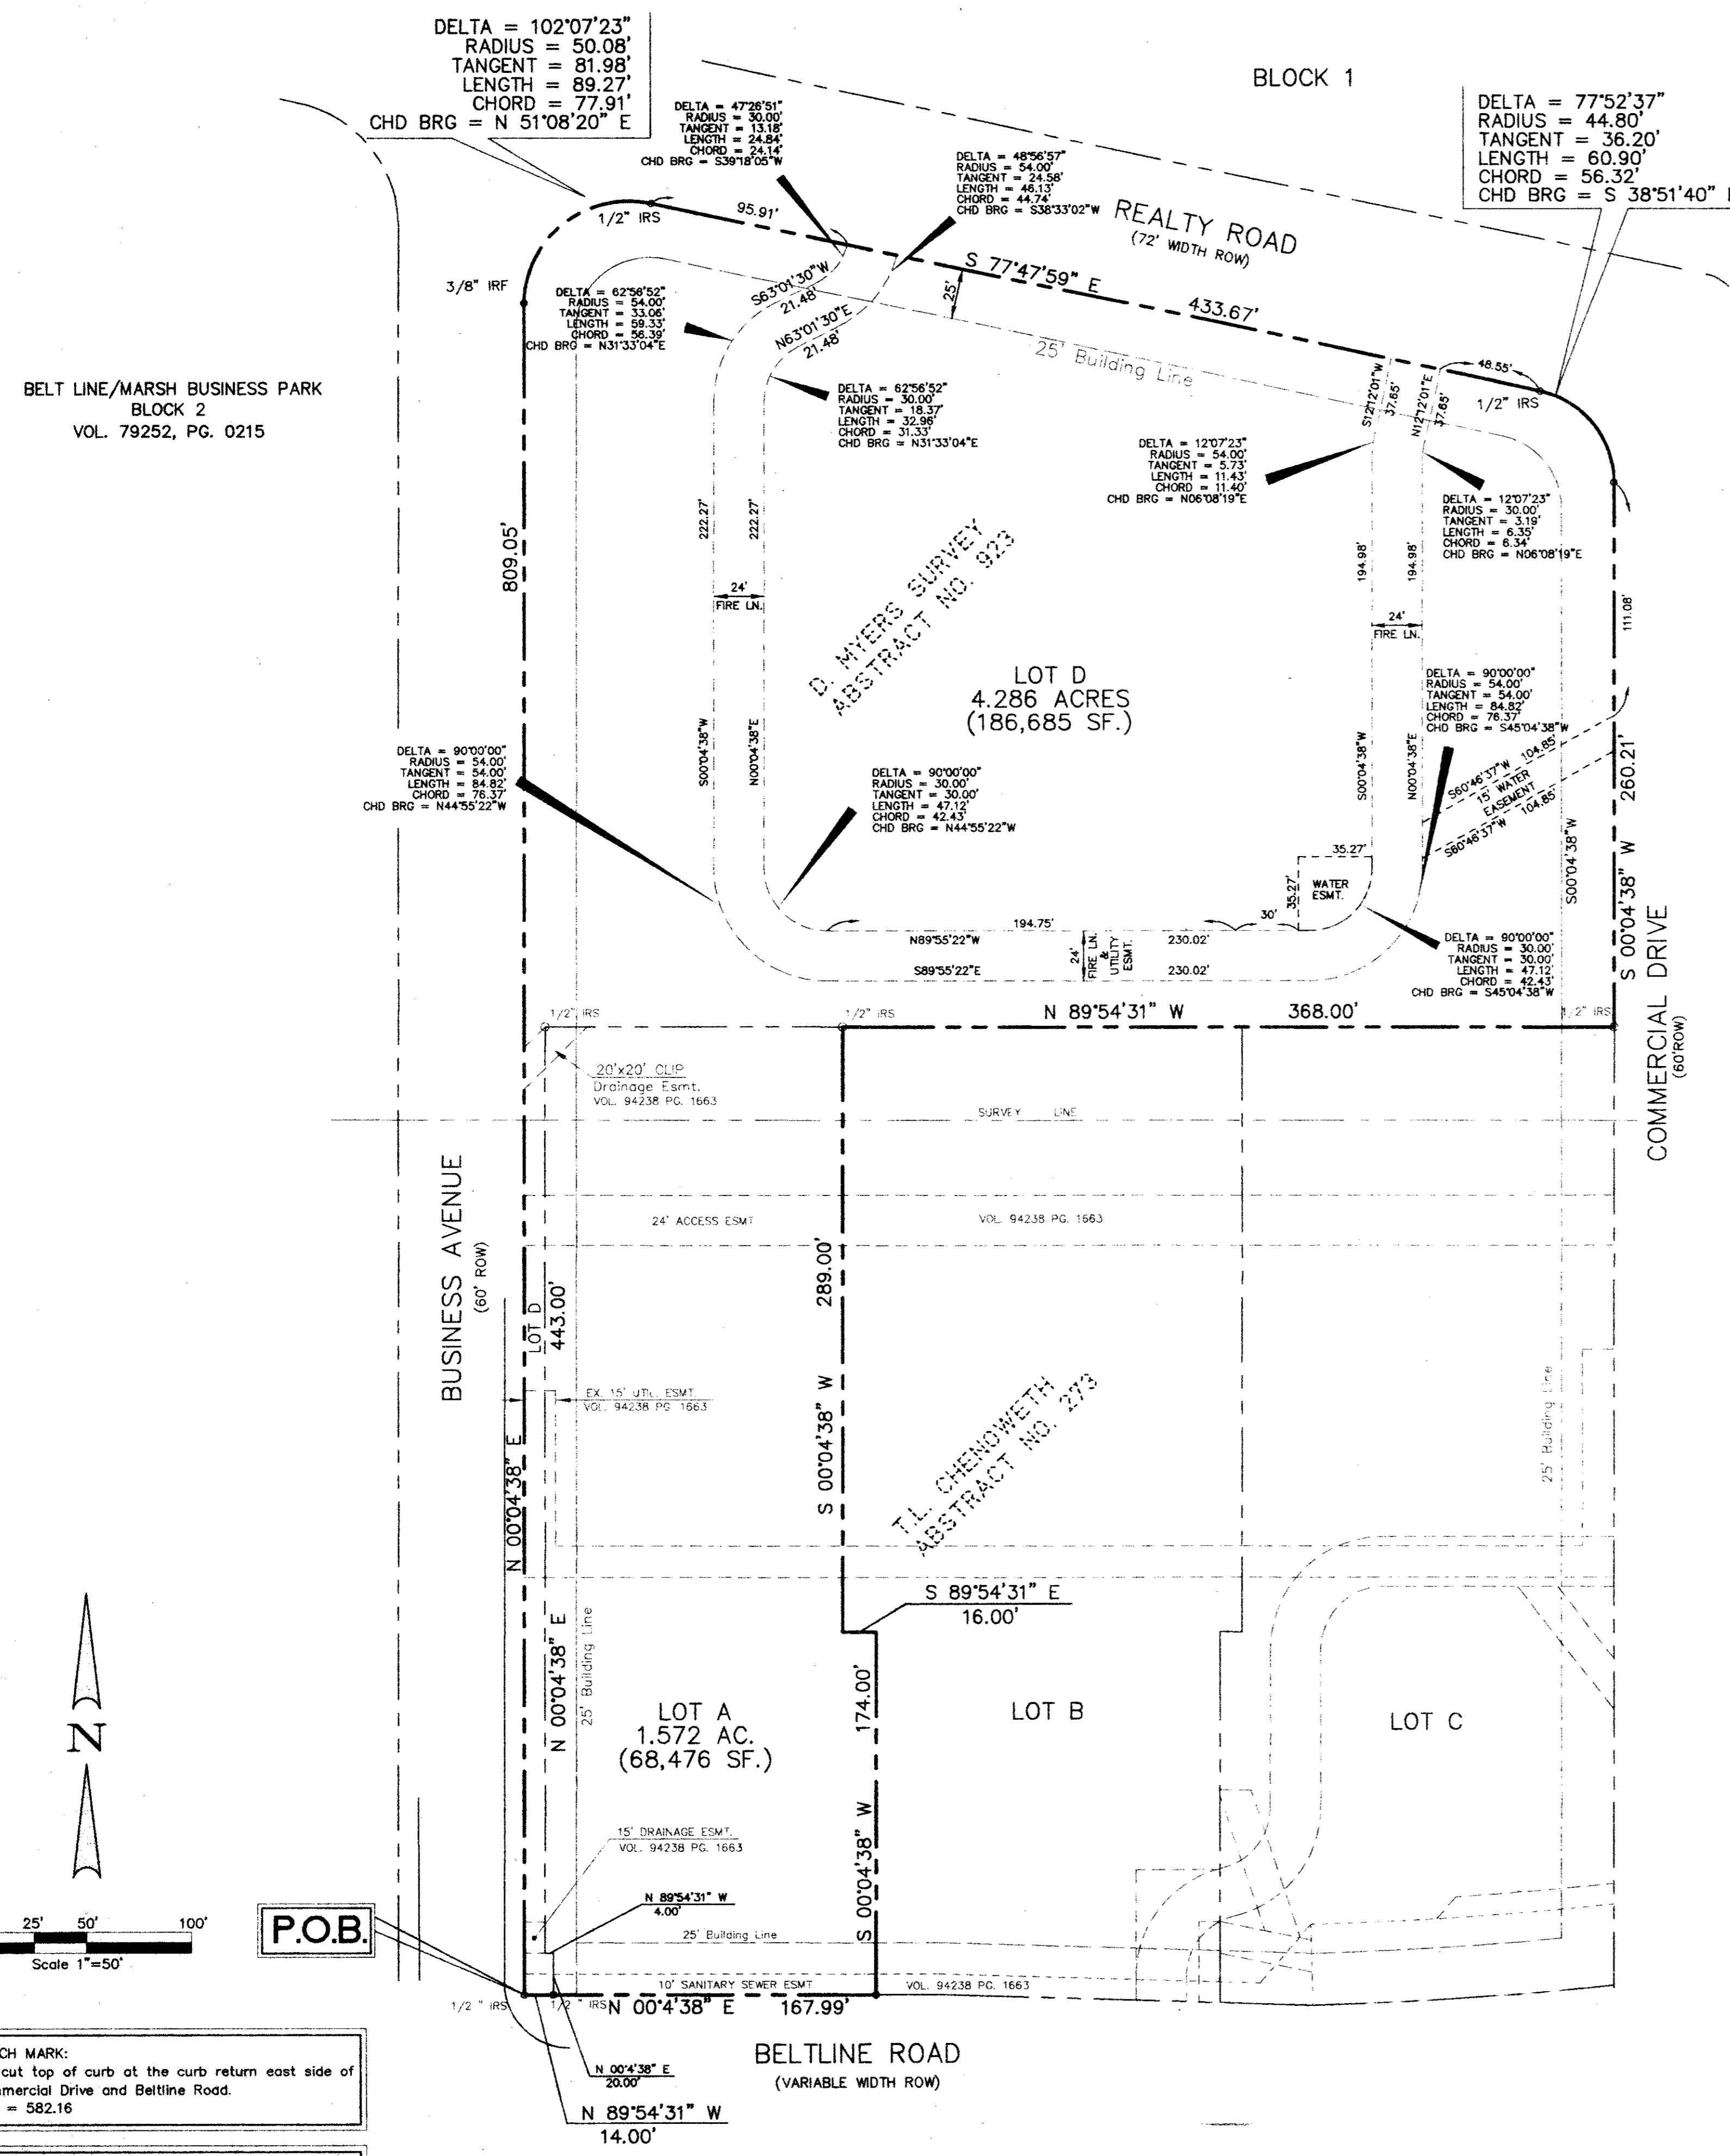 DELTA = 102°07'23"
RADIUS = 50.08'
TANGENT = 81.98'
LENGTH = 89.27'
CHORD = 77.91'
CHD BRG = N 51°08'20" E
BLOCK 1
DELTA = 77°52'37"
RADIUS = 44.80'
TANGENT = 36.20'
LENGTH = 60.90'
CHORD = 56.32'
CHD BRG = S 38°51'40"
DELTA = 47°26'51"
RADIUS = 30.00'
TANGENT = 13.18'
LENGTH = 24.84'
CHORD = 24.14'
CHD BRG = S39°18'05"W
DELTA = 48°56'57"
RADIUS = 54.00'
TANGENT = 24.58'
LENGTH = 46.13'
CHORD = 44.74'
CHD BRG = S38°33'02"W
REALTY ROAD
(72' WIDTH ROW)
1/2" IRS
95.91'
S 77°47'59" E
433.67'
25'
25' Building Line
48.55'
1/2" IRS
3/8" IRF
DELTA = 62°56'52"
RADIUS = 54.00'
TANGENT = 33.06'
LENGTH = 59.33'
CHORD = 56.39'
CHD BRG = N31°33'04"E
S63°01'30"W
21.48'
N63°01'30"E
21.48'
S12°12'01"W
37.65'
N12°12'01"E
37.65'
BELT LINE/MARSH BUSINESS PARK
BLOCK 2
VOL. 79252, PG. 0215
DELTA = 62°56'52"
RADIUS = 30.00'
TANGENT = 18.37'
LENGTH = 32.96'
CHORD = 31.33'
CHD BRG = N31°33'04"E
DELTA = 12°07'23"
RADIUS = 54.00'
TANGENT = 5.73'
LENGTH = 11.43'
CHORD = 11.40'
CHD BRG = N06°08'19"E
DELTA = 12°07'23"
RADIUS = 30.00'
TANGENT = 3.19'
LENGTH = 6.35'
CHORD = 6.34'
CHD BRG = N06°08'19"E
809.05'
222.27'
222.27'
24'
FIRE LN.
D. MYERS SURVEY
ABSTRACT NO. 923
194.98'
194.98'
24'
FIRE LN.
111.08'
LOT D
4.286 ACRES
(186,685 SF.)
DELTA = 90°00'00"
RADIUS = 54.00'
TANGENT = 54.00'
LENGTH = 84.82'
CHORD = 76.37'
CHD BRG = S45°04'38"W
S00°04'38"W
N00°04'38"E
S00°04'38"W
N00°04'38"E
S60°46'37"W 104.85'
15' WATER
EASEMENT
S60°46'37"W 104.85'
S 00°04'38" W 260.21'
S00°04'38"W
DELTA = 90°00'00"
RADIUS = 54.00'
TANGENT = 54.00'
LENGTH = 84.82'
CHORD = 76.37'
CHD BRG = N44°55'22"W
DELTA = 90°00'00"
RADIUS = 30.00'
TANGENT = 30.00'
LENGTH = 47.12'
CHORD = 42.43'
CHD BRG = N44°55'22"W
35.27'
35.27'
WATER
ESMT.
194.75'
30'
N89°55'22"W
230.02'
24'
FIRE LN.
&
UTILITY
ESMT.
S89°55'22"E
230.02'
DELTA = 90°00'00"
RADIUS = 30.00'
TANGENT = 30.00'
LENGTH = 47.12'
CHORD = 42.43'
CHD BRG = S45°04'38"W
COMMERCIAL DRIVE
(60'ROW)
1/2" IRS
1/2" IRS
N 89°54'31" W 368.00'
1/2" IRS
20'x20' CLIP
Drainage Esmt.
VOL. 94238 PG. 1663
SURVEY LINE
BUSINESS AVENUE
(60' ROW)
24' ACCESS ESMT
VOL. 94238 PG. 1663
LOT D
443.00'
S 00°04'38" W 289.00'
EX. 15' UTIL. ESMT.
VOL. 94238 PG 1663
T.L. CHENOWETH
ABSTRACT NO. 273
25' Building Line
N 00°04'38" E
N 00°04'38" E
25' Building Line
S 89°54'31" E
16.00'
LOT A
1.572 AC.
(68,476 SF.)
S 00°04'38" W 174.00'
LOT B
LOT C
N
15' DRAINAGE ESMT.
VOL. 94238 PG. 1663
N 89°54'31" W
4.00'
25' Building Line
25' 50' 100'
Scale 1"=50'
P.O.B.
10' SANITARY SEWER ESMT
VOL. 94238 PG. 1663
1/2 " IRS
1/2 " IRS
N 00°4'38" E 167.99'
BELTLINE ROAD
(VARIABLE WIDTH ROW)
N 00°4'38" E
20.00'
N 89°54'31" W
14.00'
CH MARK:
cut top of curb at the curb return east side of
mmercial Drive and Beltline Road.
= 582.16